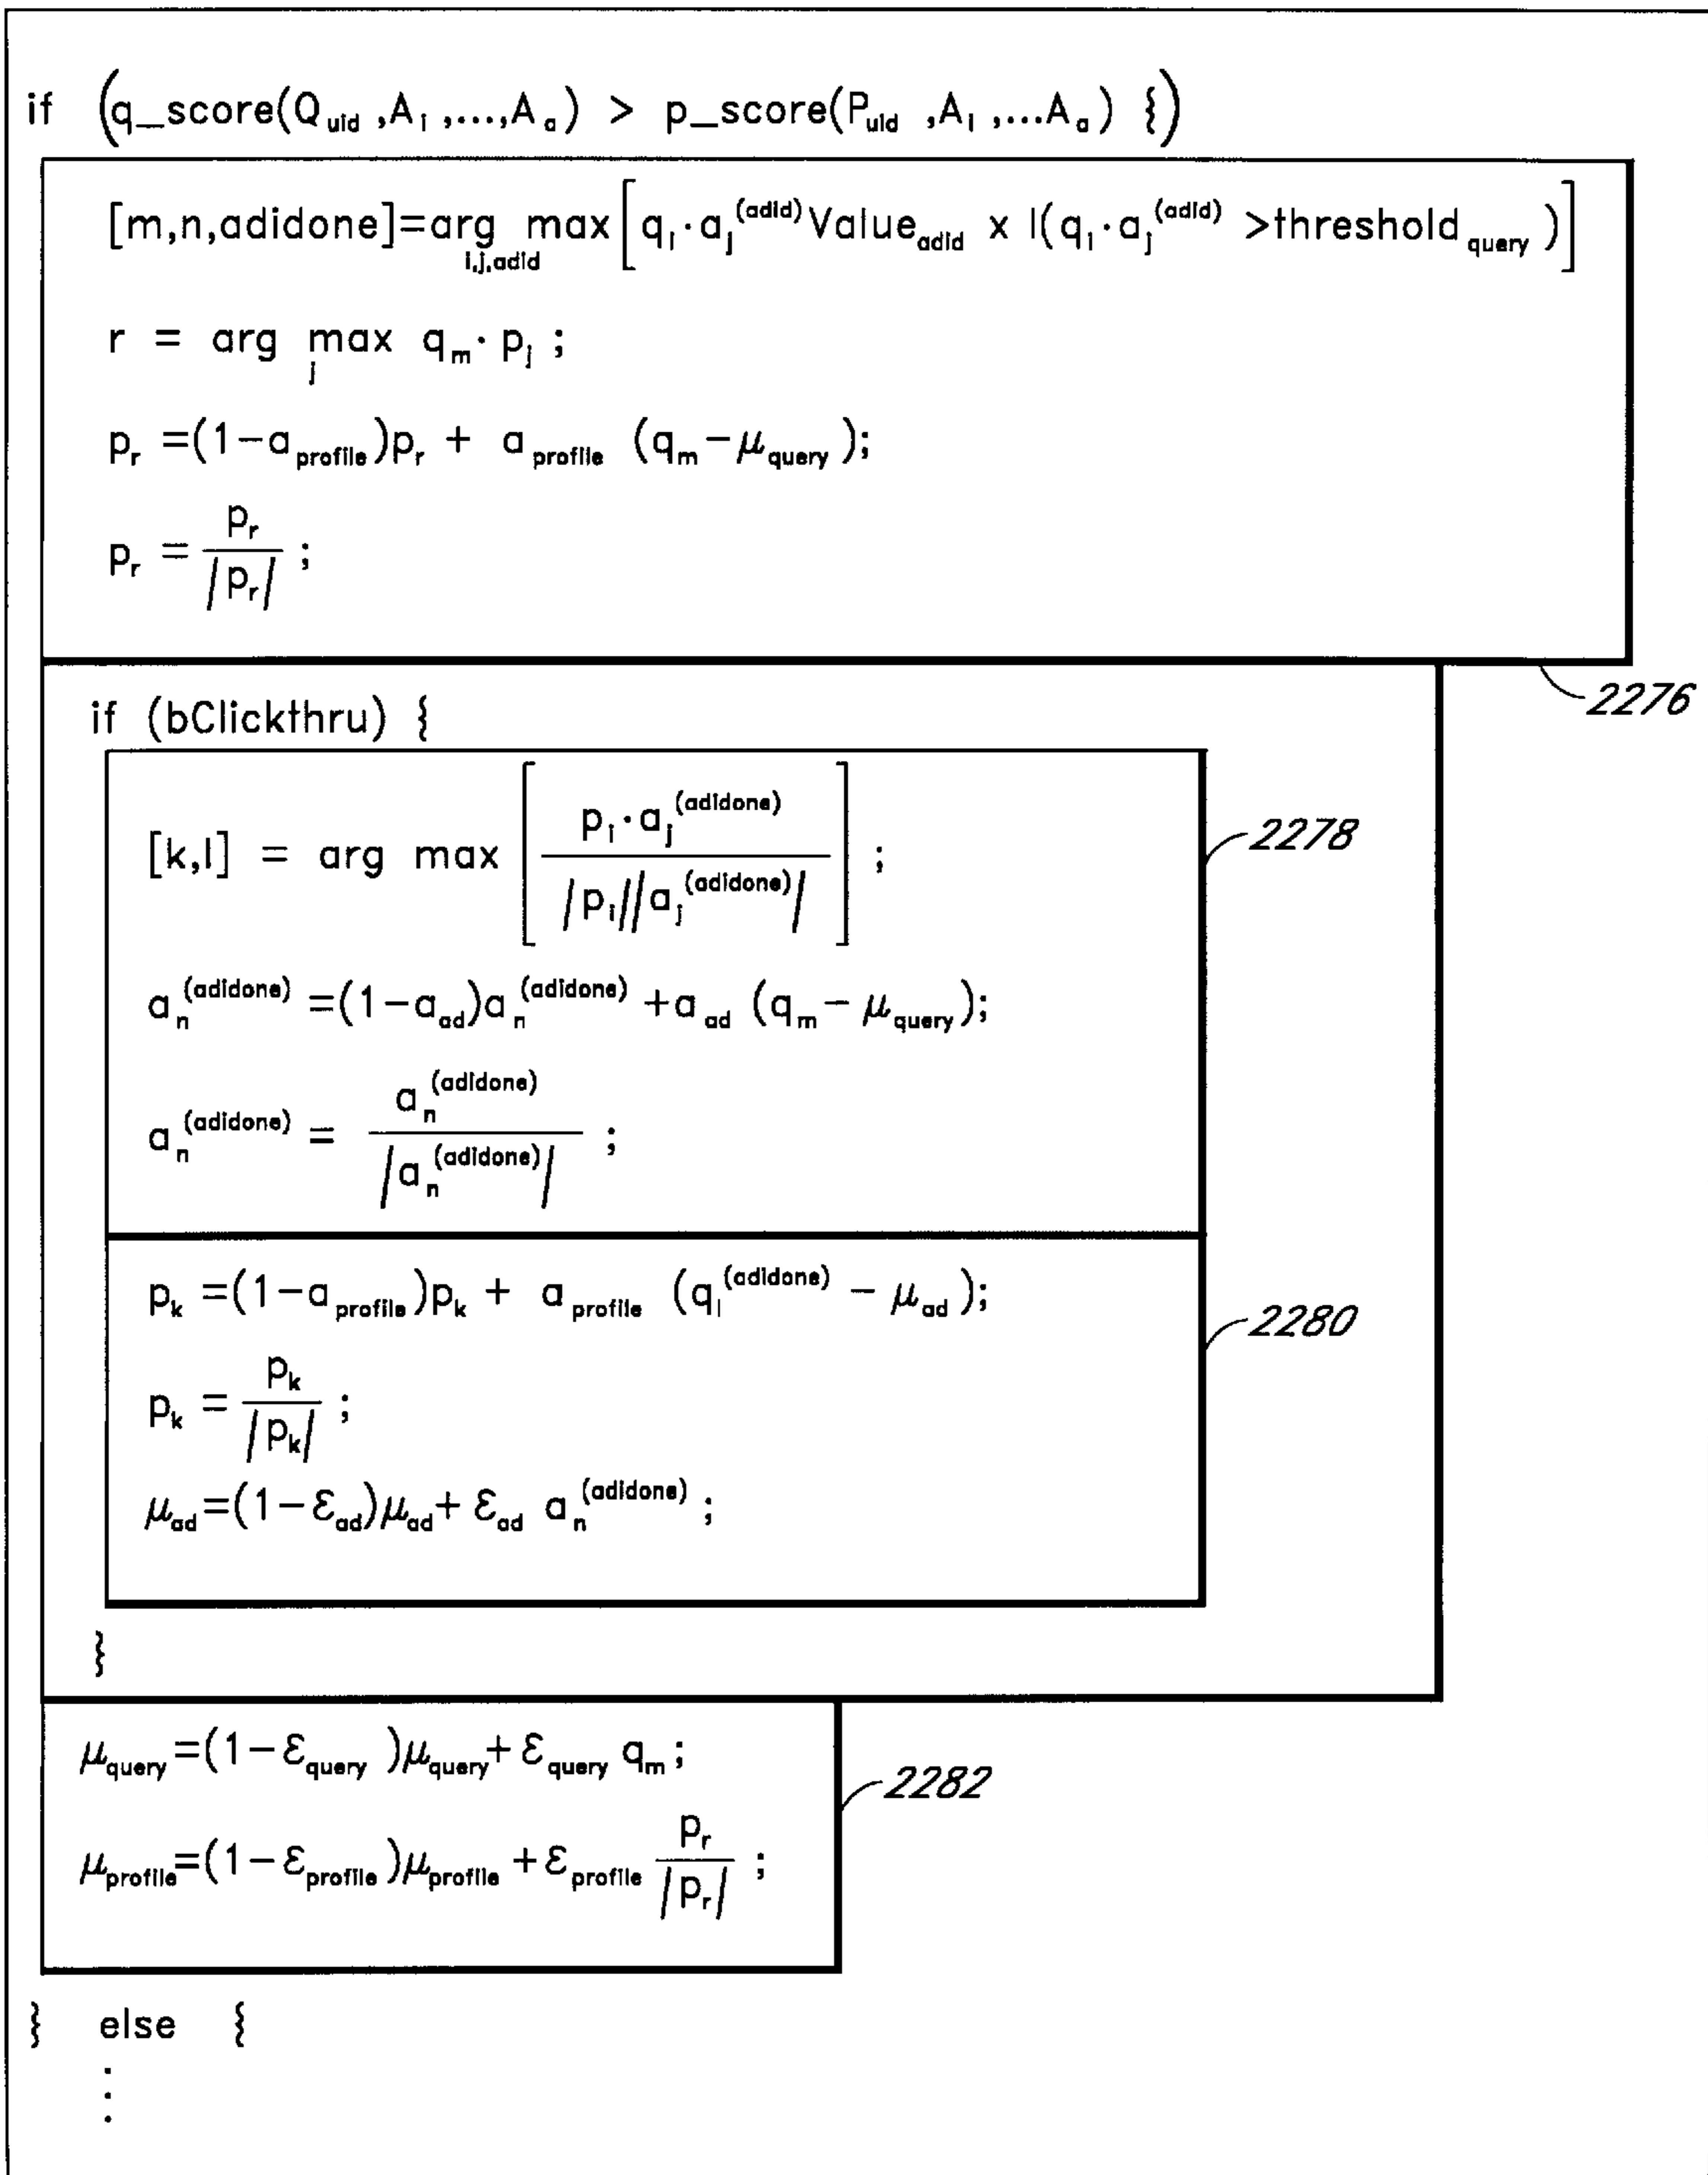 if (q_score(Q_uid ,A_i ,...,A_a) > p_score(P_uid ,A_i ,...A_a) {)
[m,n,adidone]=arg max_{i,j,adid}[q_i · a_j^(adid) Value_adid x I(q_i · a_j^(adid) >threshold_query )]
r = arg max_j q_m · p_j ;
p_r =(1-a_profile)p_r + a_profile (q_m - μ_query );
p_r = p_r / |p_r| ;
2276
if (bClickthru) {
[k,l] = arg max [ p_i · a_j^(adidone) / |p_i||a_j^(adidone)| ] ;
2278
a_n^(adidone) =(1-a_ad)a_n^(adidone) +a_ad (q_m - μ_query);
a_n^(adidone) = a_n^(adidone) / |a_n^(adidone)| ;
p_k =(1-a_profile)p_k + a_profile (q_l^(adidone) - μ_ad );
2280
p_k = p_k / |p_k| ;
μ_ad=(1-ε_ad)μ_ad+ ε_ad a_n^(adidone) ;
}
μ_query=(1-ε_query )μ_query+ ε_query q_m ;
2282
μ_profile=(1-ε_profile )μ_profile +ε_profile p_r / |p_r| ;
} else {
⋮